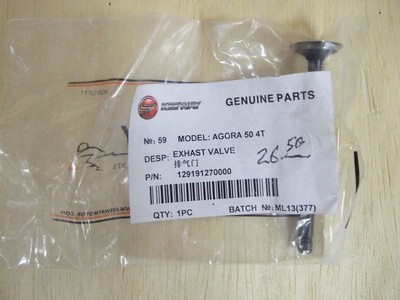 KEEWAY
GENUINE PARTS
№: 59 MODEL: AGORA 50 4T
DESP: EXHAST VALVE
排气门
P/N: 129191270000
26.50
QTY: 1PC BATCH №: ML13(377)